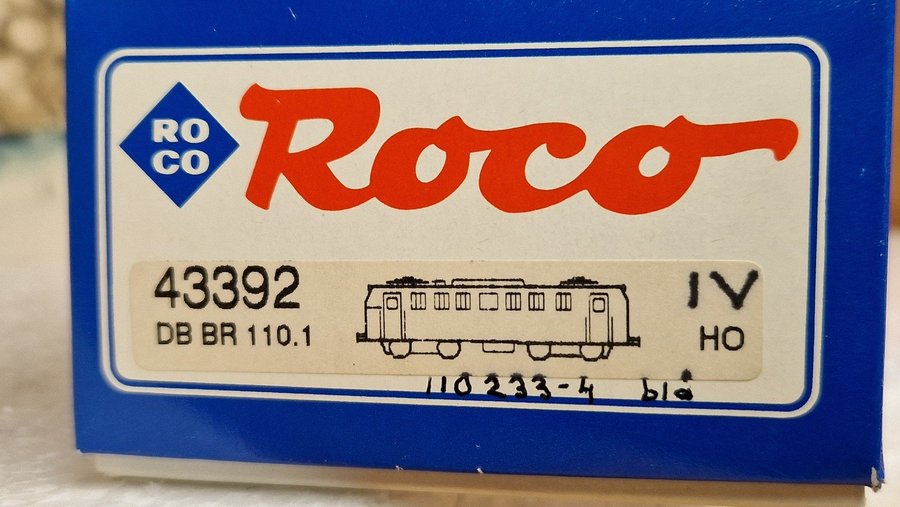 RO
CO
Roco
43392
DB BR 110.1
IV
HO
110 233-4 blå